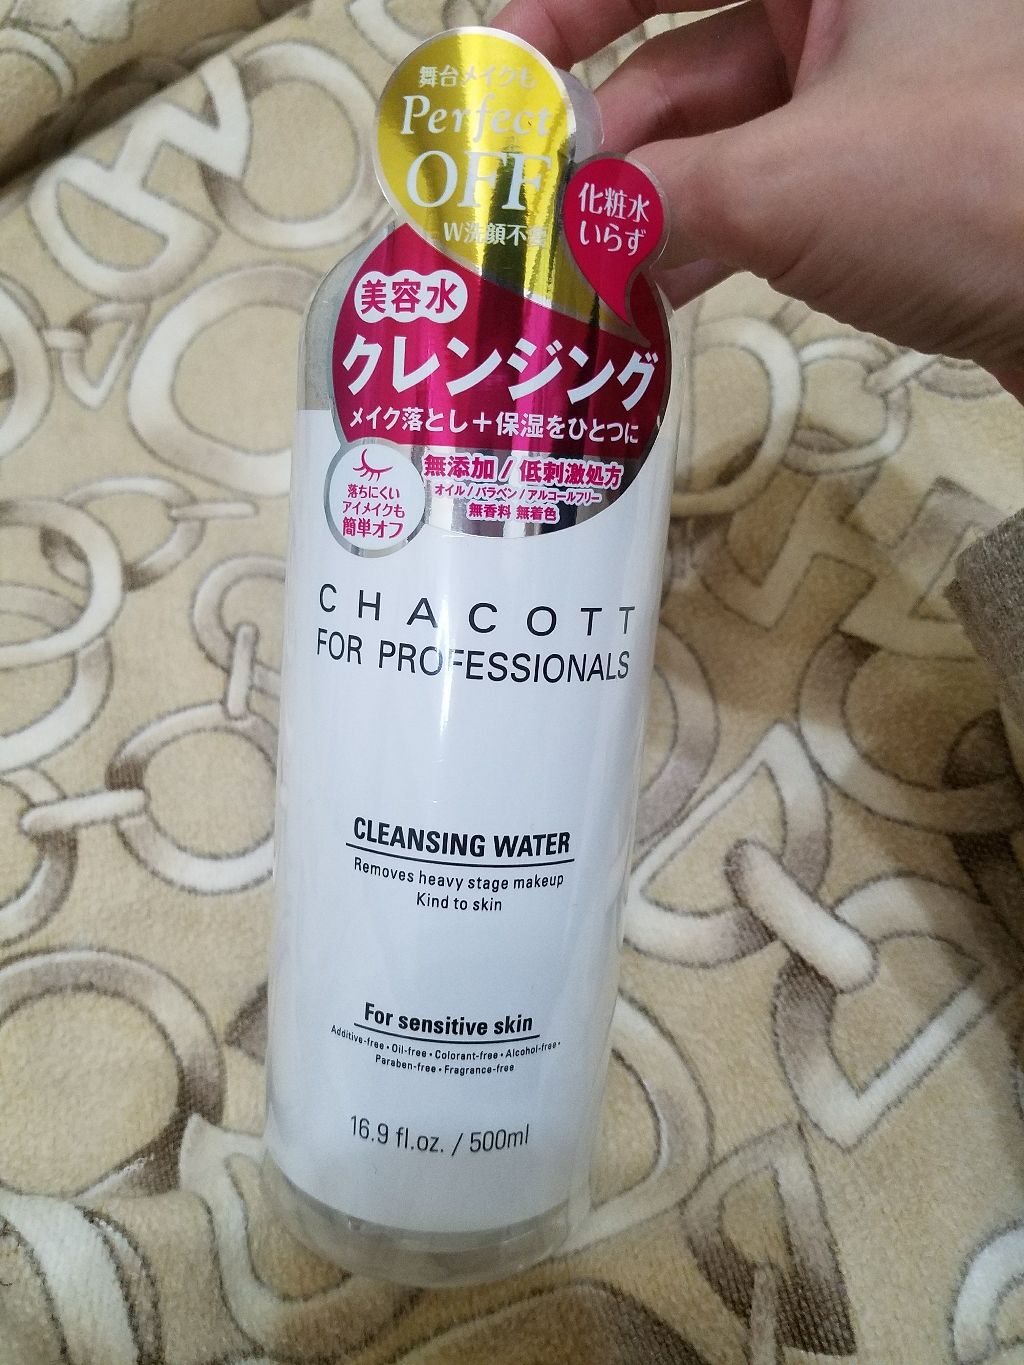 舞台メイクも
Perfect
OFF
W洗顔不要
化粧水
いらず
美容水
クレンジング
メイク落とし+保湿をひとつに
無添加/低刺激処方
オイル/パラベン/アルコールフリー
無香料 無着色
落ちにくい
アイメイクも
簡単オフ
CHACOTT
FOR PROFESSIONALS
CLEANSING WATER
Removes heavy stage makeup
Kind to skin
For sensitive skin
Additive-free・Oil-free・Colorant-free・Alcohol-free・
Paraben-free・Fragrance-free
16.9 fl.oz. / 500ml